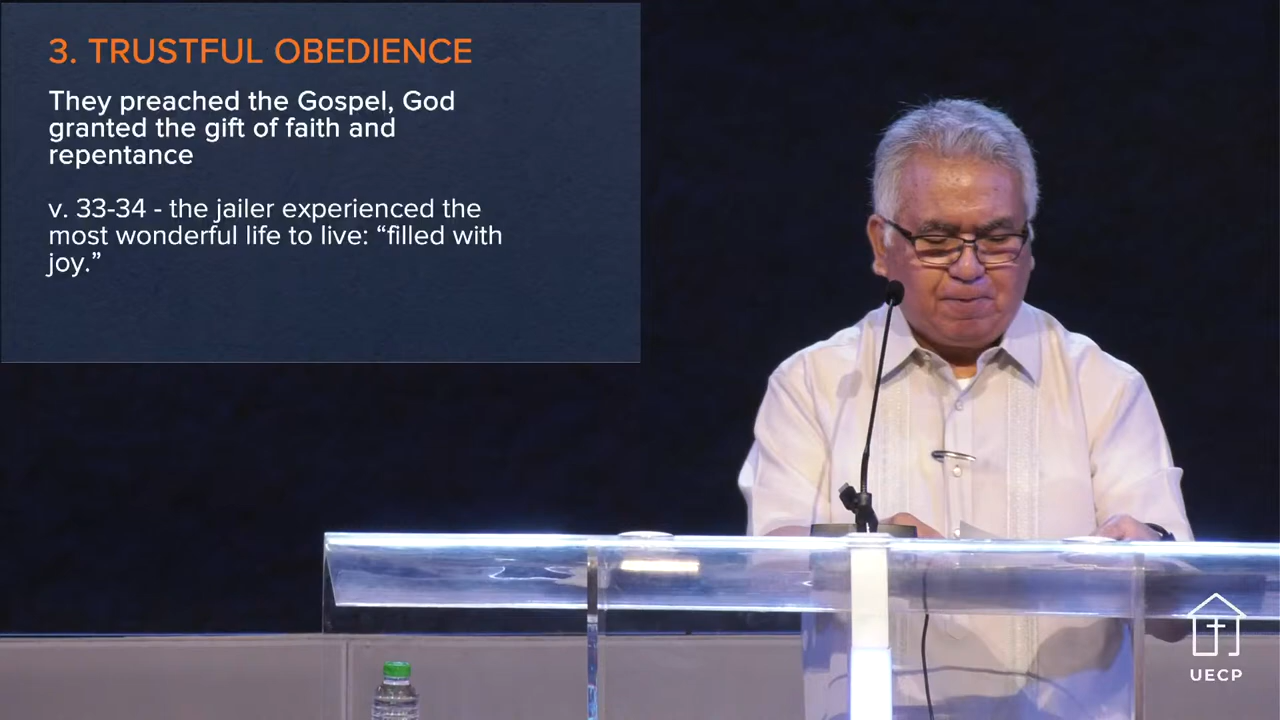 3. TRUSTFUL OBEDIENCE
They preached the Gospel, God
granted the gift of faith and
repentance
v. 33-34 - the jailer experienced the
most wonderful life to live: “filled with
joy.”
UECP